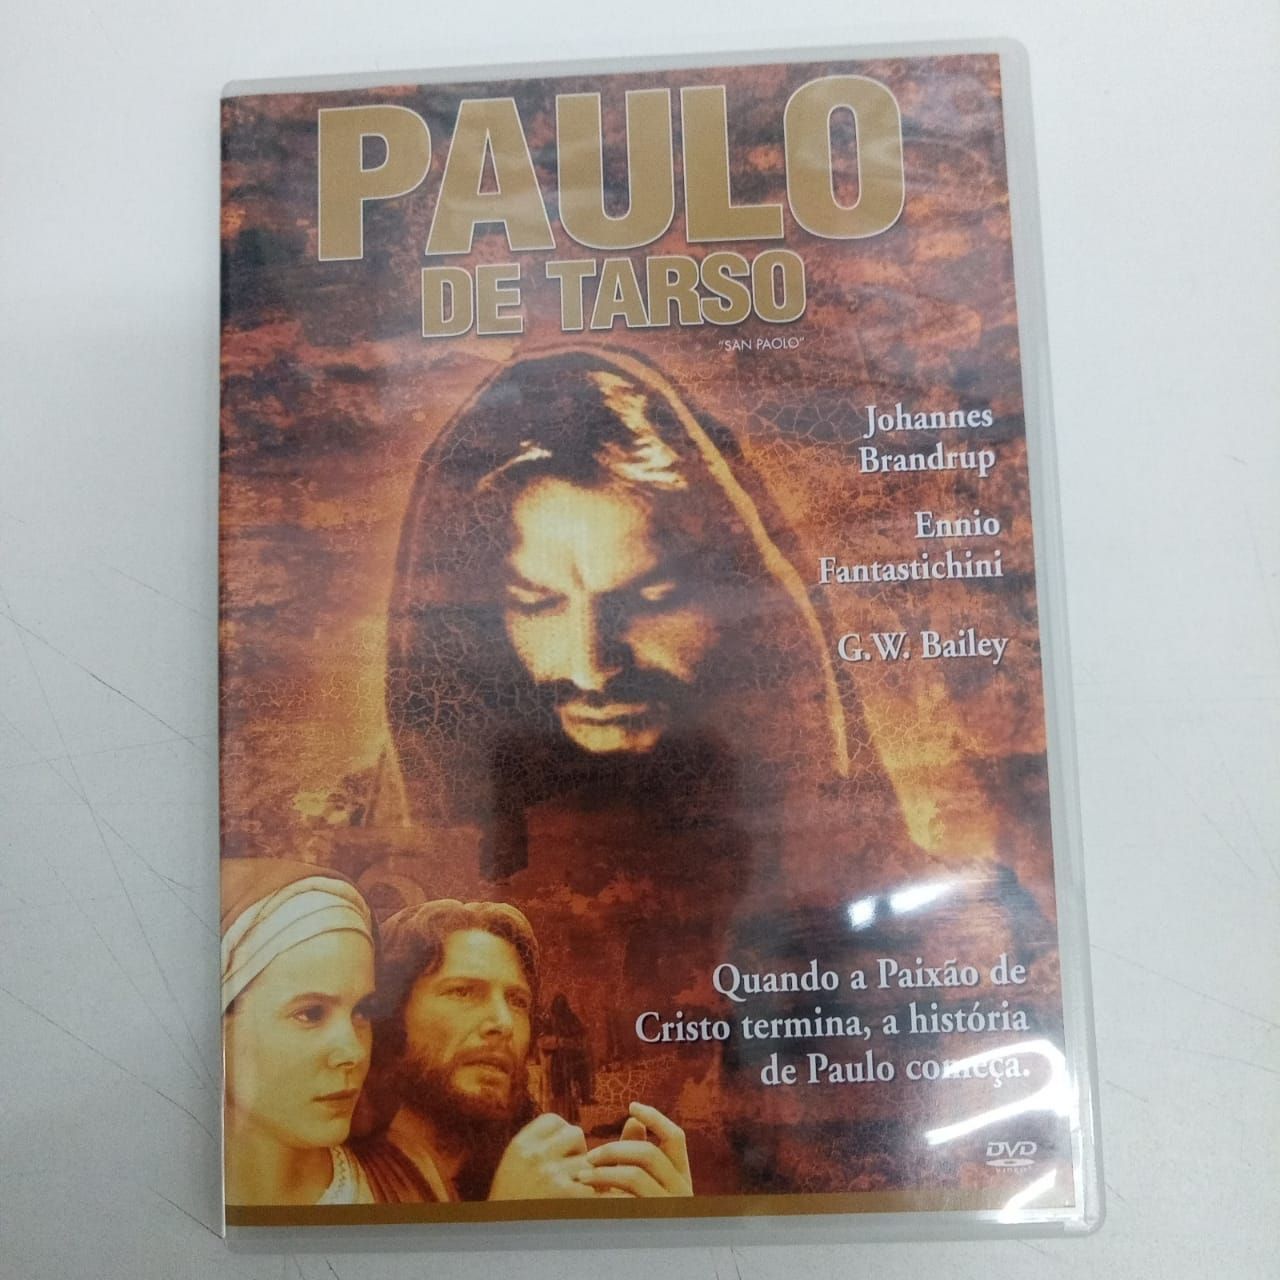 PAULO
DE TARSO
"SAN PAOLO"
Johannes
Brandrup
Ennio
Fantastichini
G.W. Bailey
Quando a Paixão de
Cristo termina, a história
de Paulo começa.
DVD
VIDEO